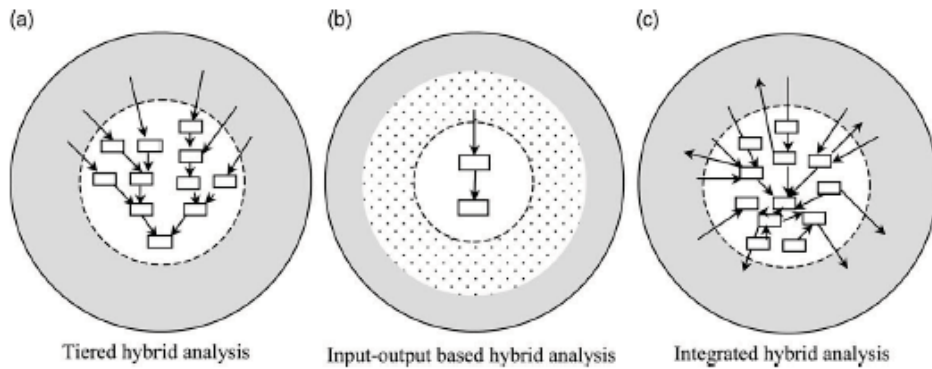 (a)
(b)
(c)
Tiered hybrid analysis
Input-output based hybrid analysis
Integrated hybrid analysis